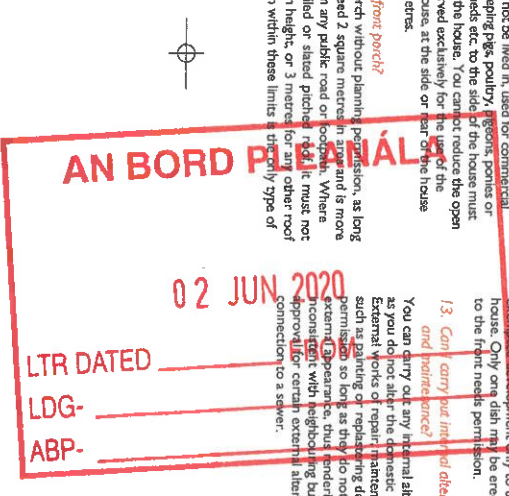 not be lived in, used for commercial
eping pigs, poultry, pigeons, ponies or
heds etc. to the side of the house must
the house. You cannot reduce the open
rved exclusively for the use of the
ouse, at the side or rear of the house
etres.
front porch?
rch without planning permission, as long
eed 2 square metres in area and is more
n any public road or footpath. Where
iled or slated pitched roof, it must not
n height, or 3 metres for any other roof
n within these limits is the only type of
house. Only one dish may be ere
to the front needs permission.
13. Can I carry out internal alte
and maintenance?
You can carry out any internal alt
as you do not alter the domestic
External works of repair, mainten
such as painting or replastering do
permission so long as they do no
external appearance, thus renderi
inconsistent with neighbouring bu
approval for certain external alter
connection to a sewer.
AN BORD PLEANÁLA
02 JUN 2020
LTR DATED
LDG-
ABP-